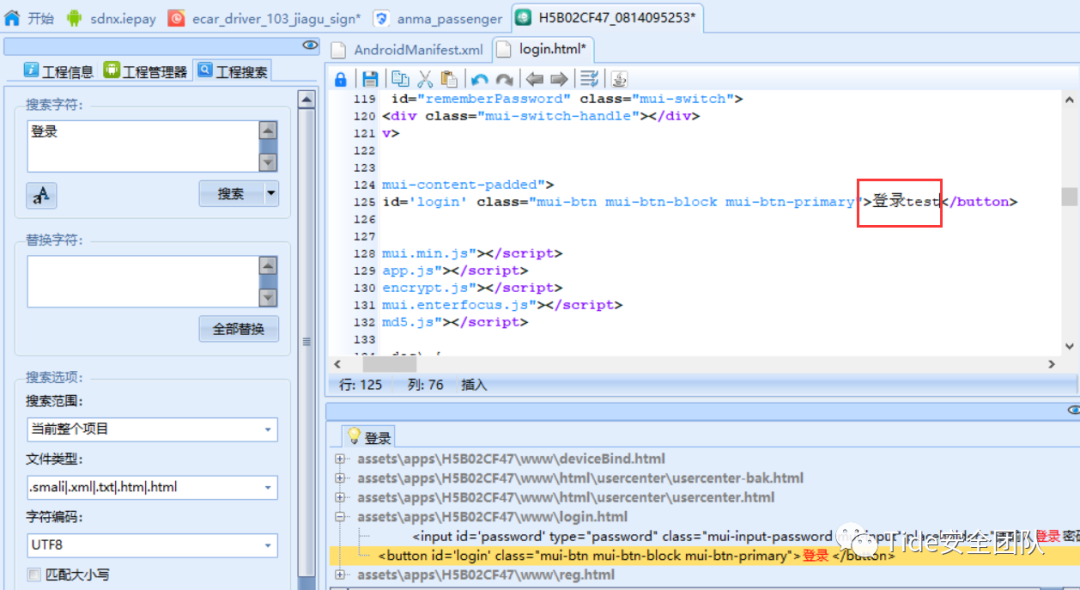 开始 sdnx.iepay ecar_driver_103_jiagu_sign* anma_passenger H5B02CF47_0814095253*
工程信息 工程管理器 工程搜索
AndroidManifest.xml login.html*
搜索字符:
登录
搜索
替换字符:
全部替换
搜索选项:
搜索范围:
当前整个项目
文件类型:
.smali|.xml|.txt|.htm|.html
字符编码:
UTF8
匹配大小写
119 id="rememberPassword" class="mui-switch">
120 <div class="mui-switch-handle"></div>
121 v>
122
123
124 mui-content-padded">
125 id='login' class="mui-btn mui-btn-block mui-btn-primary">登录test</button>
126
127
128 mui.min.js"></script>
129 app.js"></script>
130 encrypt.js"></script>
131 mui.enterfocus.js"></script>
132 md5.js"></script>
133
行: 125 列: 76 插入
登录
assets\apps\H5B02CF47\www\deviceBind.html
assets\apps\H5B02CF47\www\html\usercenter\usercenter-bak.html
assets\apps\H5B02CF47\www\html\usercenter\usercenter.html
assets\apps\H5B02CF47\www\login.html
<input id='password' type="password" class="mui-input-password 登录密
<button id='login' class="mui-btn mui-btn-block mui-btn-primary">登录</button>
assets\apps\H5B02CF47\www\reg.html
Tide安全团队